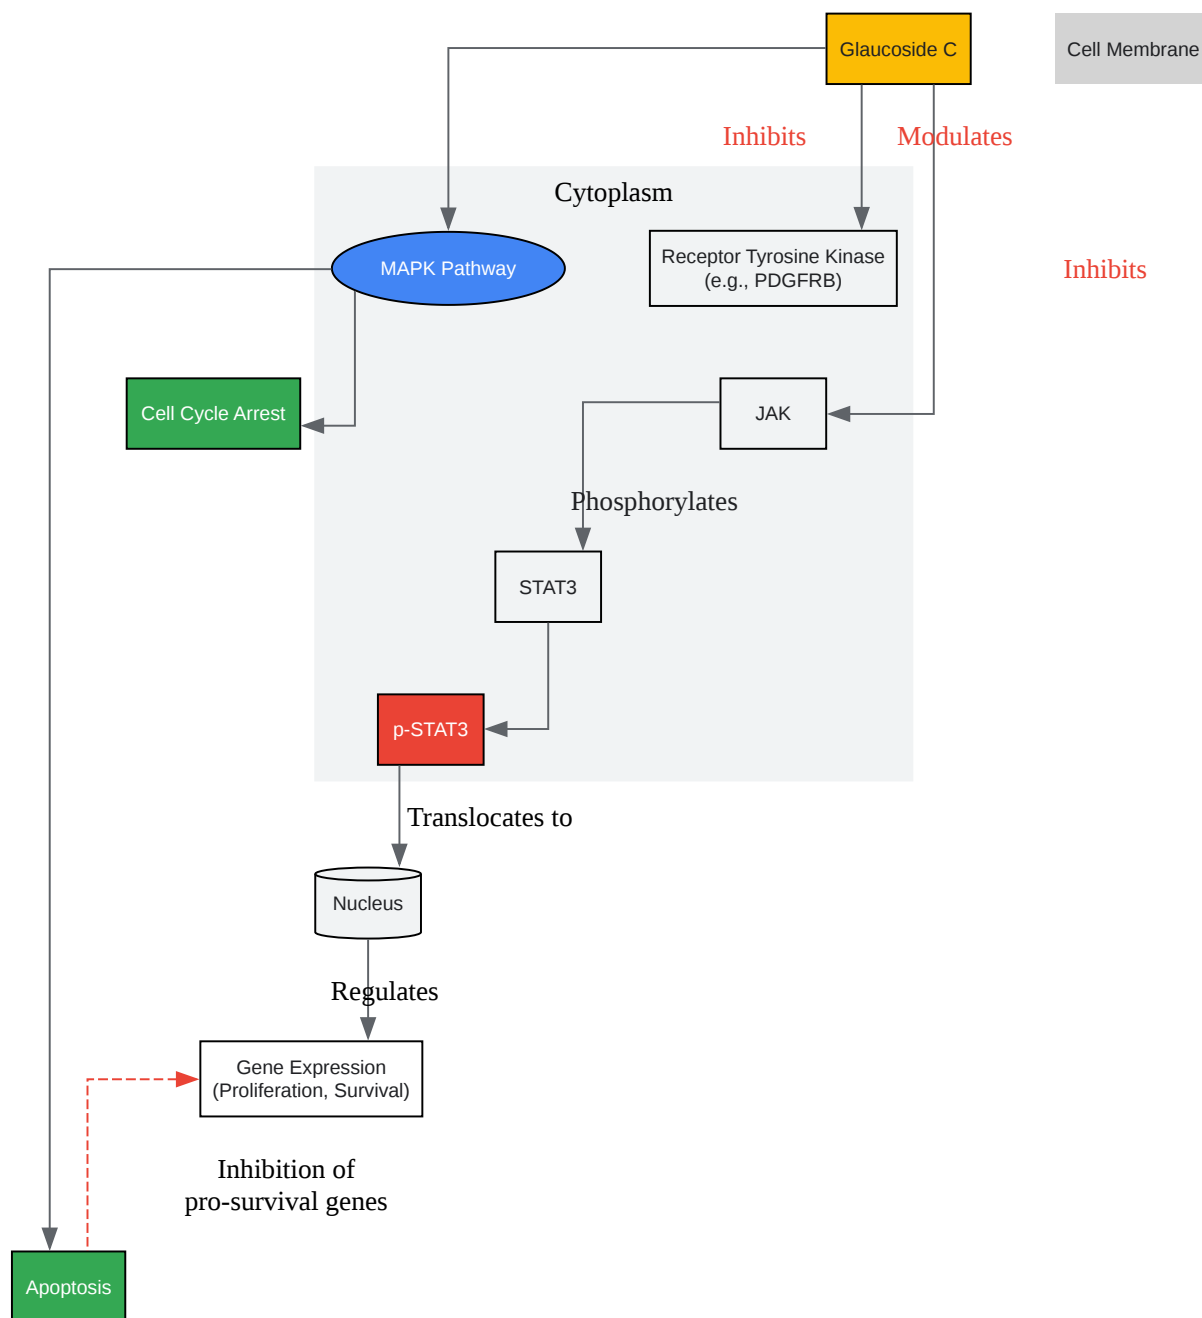 Glaucoside C
Cell Membrane
Inhibits
Modulates
Cytoplasm
MAPK Pathway
Receptor Tyrosine Kinase
(e.g., PDGFRB)
Inhibits
Cell Cycle Arrest
JAK
Phosphorylates
STAT3
p-STAT3
Translocates to
Nucleus
Regulates
Gene Expression
(Proliferation, Survival)
Inhibition of
pro-survival genes
Apoptosis